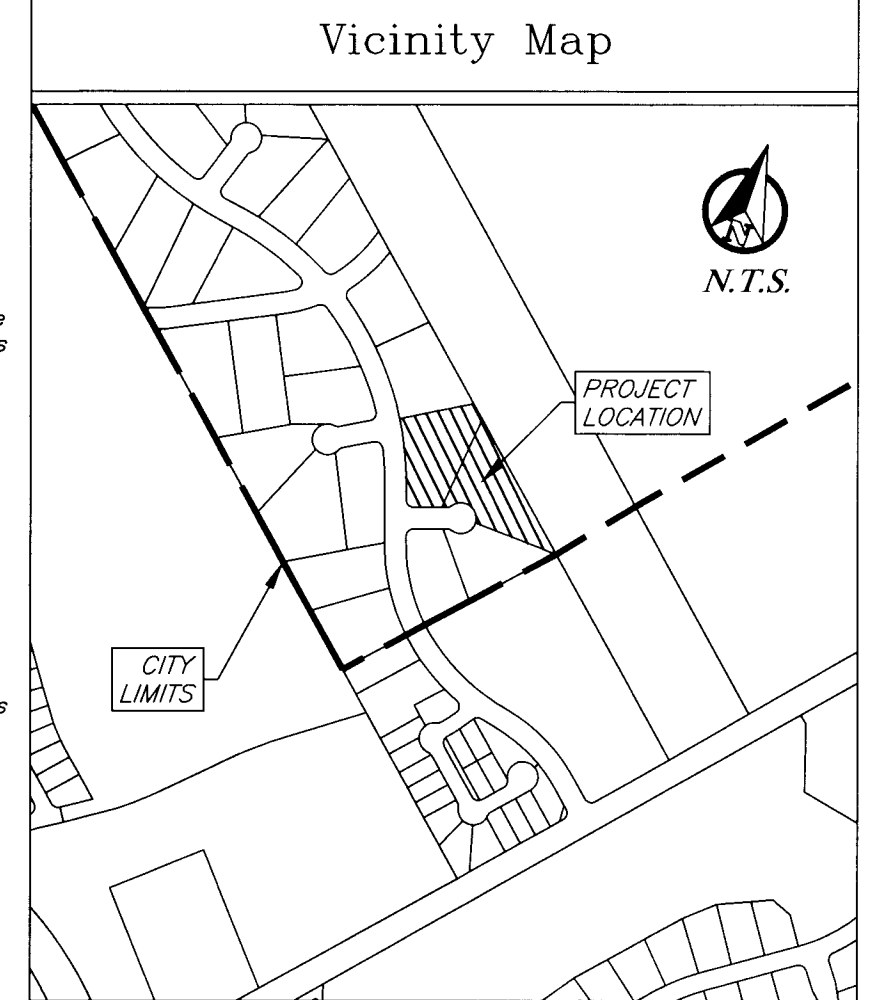 Vicinity Map
N
N.T.S.
e
s
PROJECT
LOCATION
CITY
LIMITS
s